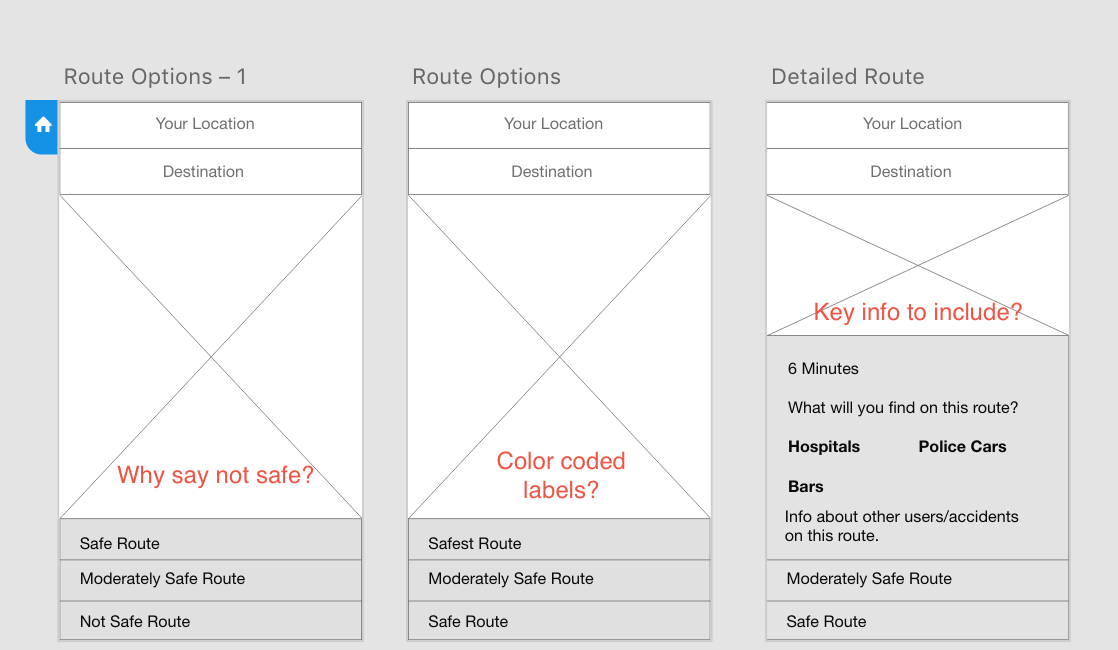 Route Options – 1
Your Location
Destination
Why say not safe?
Safe Route
Moderately Safe Route
Not Safe Route
Route Options
Your Location
Destination
Color coded
labels?
Safest Route
Moderately Safe Route
Safe Route
Detailed Route
Your Location
Destination
Key info to include?
6 Minutes
What will you find on this route?
Hospitals Police Cars
Bars
Info about other users/accidents
on this route.
Moderately Safe Route
Safe Route